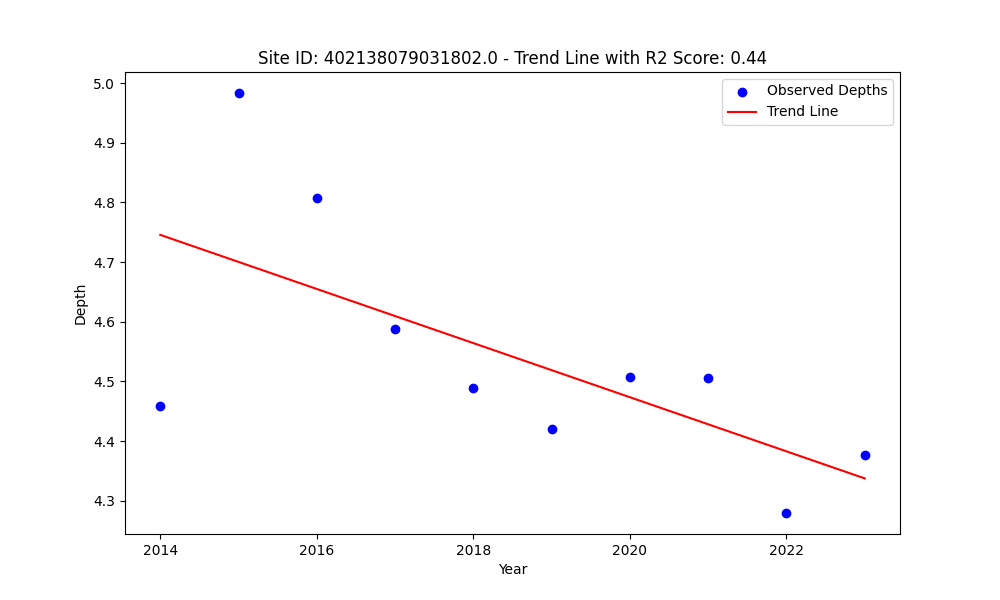 Site ID: 402138079031802.0 - Trend Line with R2 Score: 0.44
Observed Depths
Trend Line
5.0
4.9
4.8
4.7
4.6
4.5
4.4
4.3
Depth
2014
2016
2018
2020
2022
Year